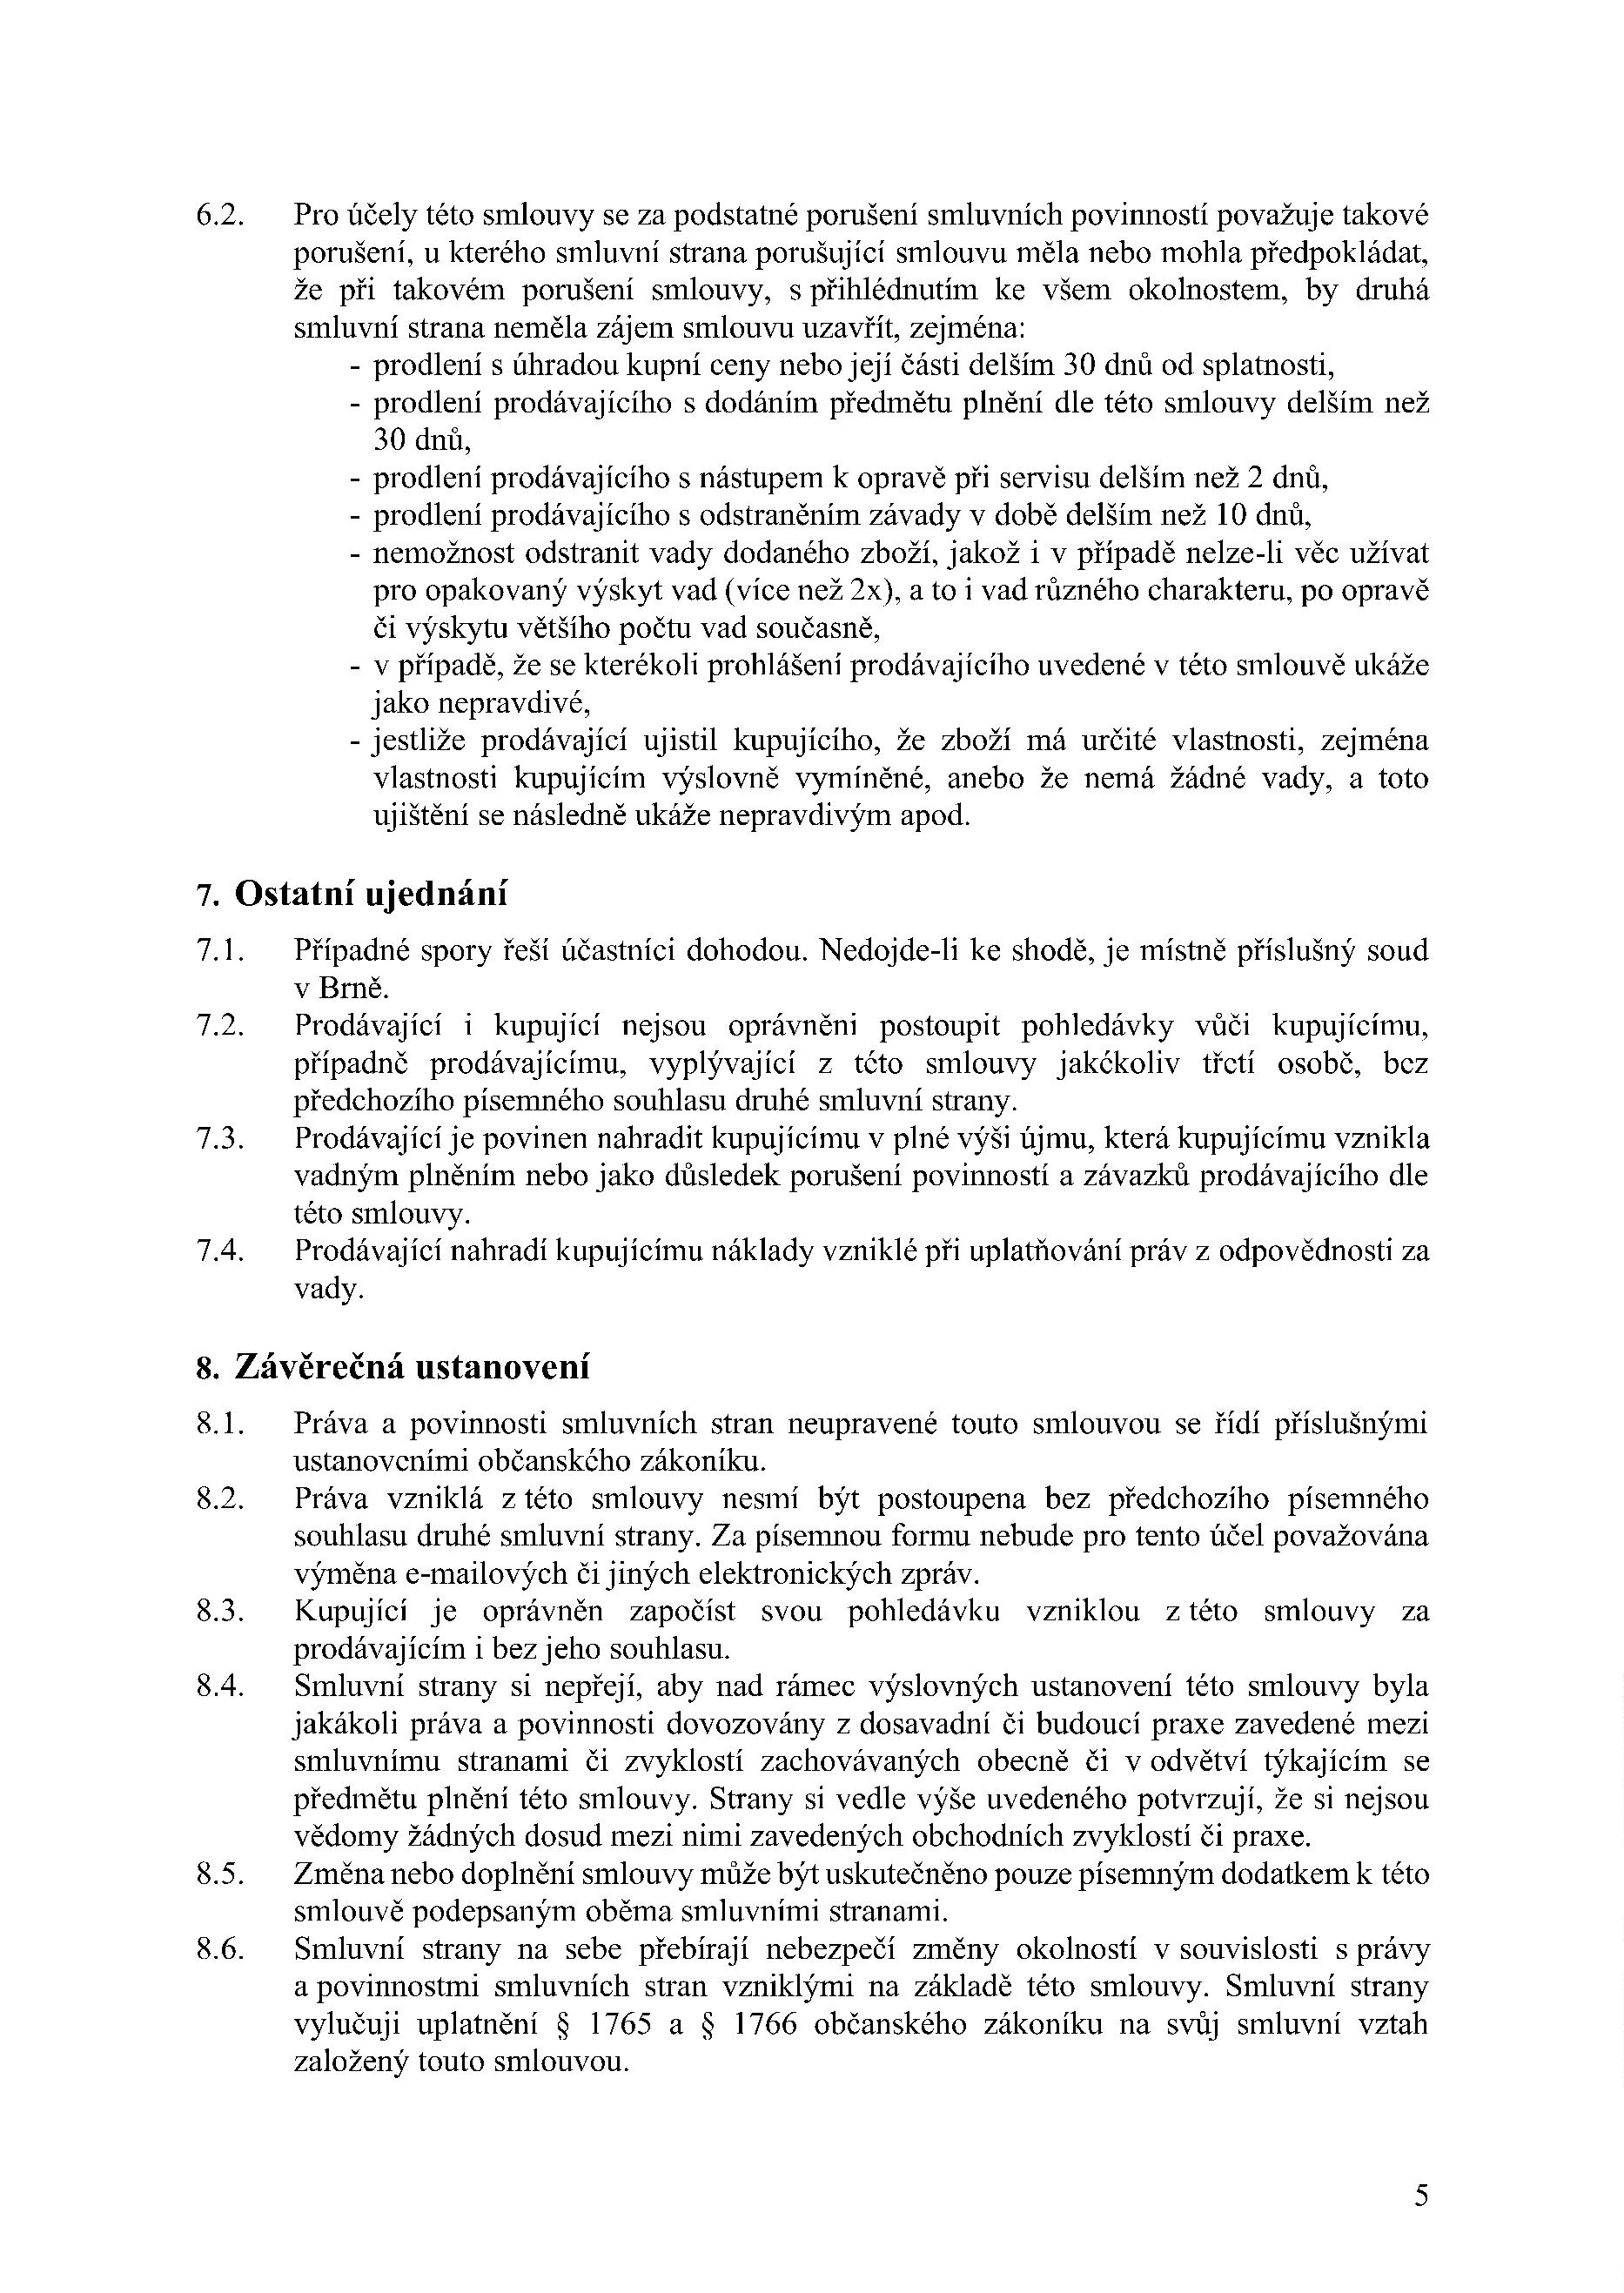 6.2. Pro účely této smlouvy se za podstatné porušení smluvních povinností považuje takové
porušení, u kterého smluvní strana porušující smlouvu měla nebo mohla předpokládat,
že při takovém porušení smlouvy, s přihlédnutím ke všem okolnostem, by druhá
smluvní strana neměla zájem smlouvu uzavřít, zejména:
- prodlení s úhradou kupní ceny nebo její části delším 30 dnů od splatnosti,
- prodlení prodávajícího s dodáním předmětu plnění dle této smlouvy delším než
30 dnů,
- prodlení prodávajícího s nástupem k opravě při servisu delším než 2 dnů,
- prodlení prodávajícího s odstraněním závady v době delším než 10 dnů,
- nemožnost odstranit vady dodaného zboží, jakož i v případě nelze-li věc užívat
pro opakovaný výskyt vad (více než 2x), a to i vad různého charakteru, po opravě
či výskytu většího počtu vad současně,
- v případě, že se kterékoli prohlášení prodávajícího uvedené v této smlouvě ukáže
jako nepravdivé,
- jestliže prodávající ujistil kupujícího, že zboží má určité vlastnosti, zejména
vlastnosti kupujícím výslovně vymíněné, anebo že nemá žádné vady, a toto
ujištění se následně ukáže nepravdivým apod.
7. Ostatní ujednání
7.1. Případné spory řeší účastníci dohodou. Nedojde-li ke shodě, je místně příslušný soud
v Brně.
7.2. Prodávající i kupující nejsou oprávněni postoupit pohledávky vůči kupujícímu,
případně prodávajícímu, vyplývající z této smlouvy jakékoliv třetí osobě, bez
předchozího písemného souhlasu druhé smluvní strany.
7.3. Prodávající je povinen nahradit kupujícímu v plné výši újmu, která kupujícímu vznikla
vadným plněním nebo jako důsledek porušení povinností a závazků prodávajícího dle
této smlouvy.
7.4. Prodávající nahradí kupujícímu náklady vzniklé při uplatňování práv z odpovědnosti za
vady.
8. Závěrečná ustanovení
8.1. Práva a povinnosti smluvních stran neupravené touto smlouvou se řídí příslušnými
ustanoveními občanského zákoníku.
8.2. Práva vzniklá z této smlouvy nesmí být postoupena bez předchozího písemného
souhlasu druhé smluvní strany. Za písemnou formu nebude pro tento účel považována
výměna e-mailových či jiných elektronických zpráv.
8.3. Kupující je oprávněn započíst svou pohledávku vzniklou z této smlouvy za
prodávajícím i bez jeho souhlasu.
8.4. Smluvní strany si nepřejí, aby nad rámec výslovných ustanovení této smlouvy byla
jakákoli práva a povinnosti dovozovány z dosavadní či budoucí praxe zavedené mezi
smluvnímu stranami či zvyklostí zachovávaných obecně či v odvětví týkajícím se
předmětu plnění této smlouvy. Strany si vedle výše uvedeného potvrzují, že si nejsou
vědomy žádných dosud mezi nimi zavedených obchodních zvyklostí či praxe.
8.5. Změna nebo doplnění smlouvy může být uskutečněno pouze písemným dodatkem k této
smlouvě podepsaným oběma smluvními stranami.
8.6. Smluvní strany na sebe přebírají nebezpečí změny okolností v souvislosti s právy
a povinnostmi smluvních stran vzniklými na základě této smlouvy. Smluvní strany
vylučuji uplatnění § 1765 a § 1766 občanského zákoníku na svůj smluvní vztah
založený touto smlouvou.
5